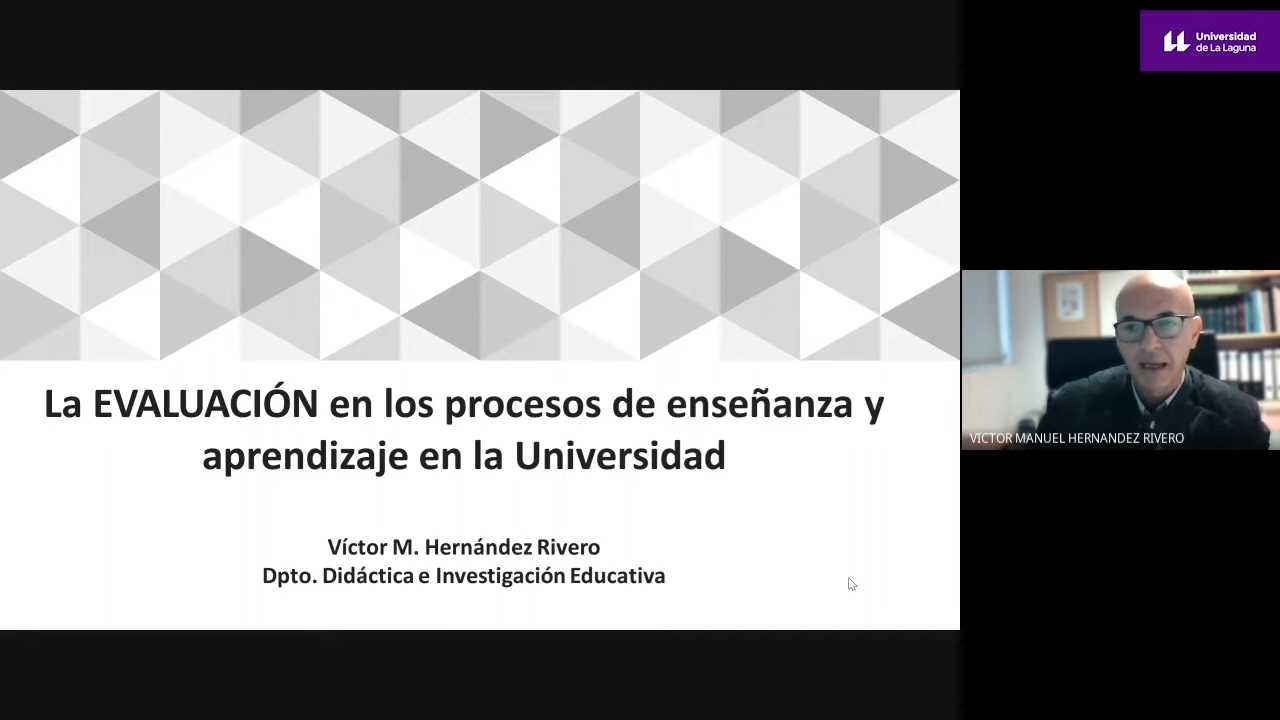 Universidad
de La Laguna
La EVALUACIÓN en los procesos de enseñanza y
aprendizaje en la Universidad
Víctor M. Hernández Rivero
Dpto. Didáctica e Investigación Educativa
VICTOR MANUEL HERNANDEZ RIVERO